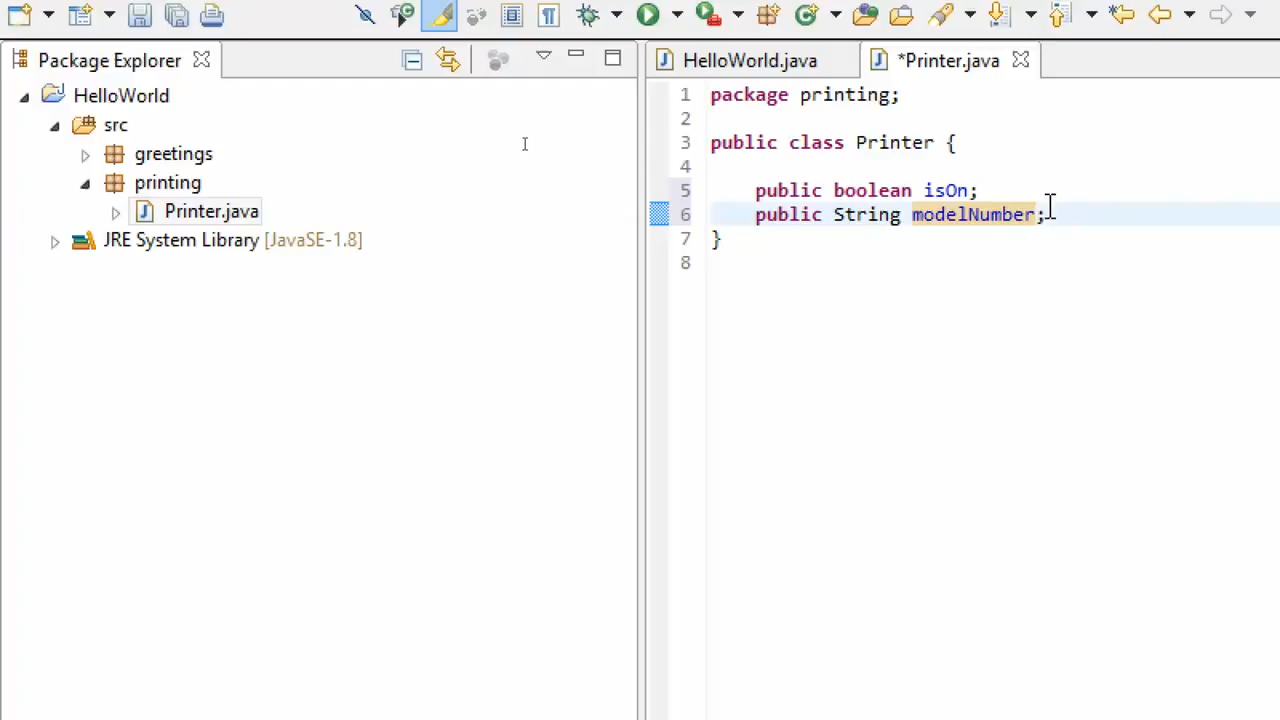 Package Explorer
HelloWorld
src
greetings
printing
Printer.java
JRE System Library [JavaSE-1.8]
HelloWorld.java
*Printer.java
1 package printing;
2
3 public class Printer {
4
5 public boolean isOn;
6 public String modelNumber;
7 }
8